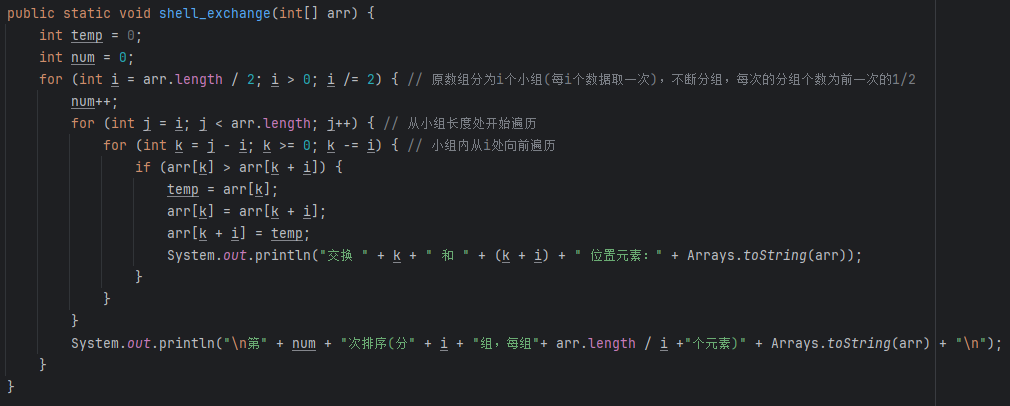 public static void shell_exchange(int[] arr) {
    int temp = 0;
    int num = 0;
    for (int i = arr.length / 2; i > 0; i /= 2) { // 原数组分为i个小组(每i个数据取一次)，不断分组，每次的分组个数为前一次的1/2
        num++;
        for (int j = i; j < arr.length; j++) { // 从小组长度处开始遍历
            for (int k = j - i; k >= 0; k -= i) { // 小组内从i处向前遍历
                if (arr[k] > arr[k + i]) {
                    temp = arr[k];
                    arr[k] = arr[k + i];
                    arr[k + i] = temp;
                    System.out.println("交换 " + k + " 和 " + (k + i) + " 位置元素：" + Arrays.toString(arr));
                }
            }
        }
        System.out.println("\n第" + num + "次排序(分" + i + "组，每组"+ arr.length / i +"个元素)" + Arrays.toString(arr) + "\n");
    }
}